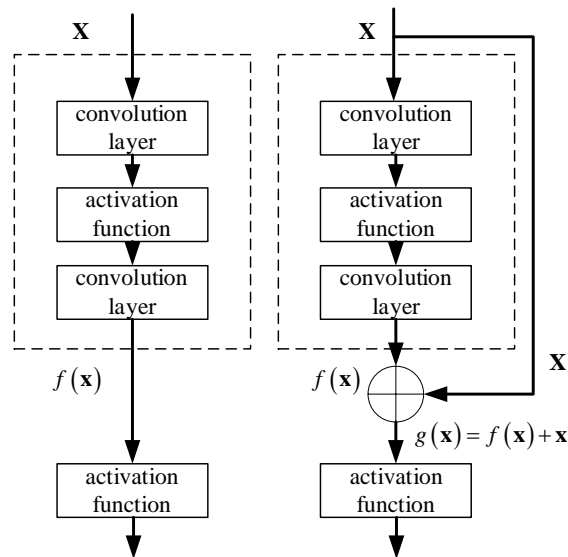 X
convolution
layer
activation
function
convolution
layer
f(x)
activation
function
X
convolution
layer
activation
function
convolution
layer
f(x)
X
g(x)=f(x)+x
activation
function